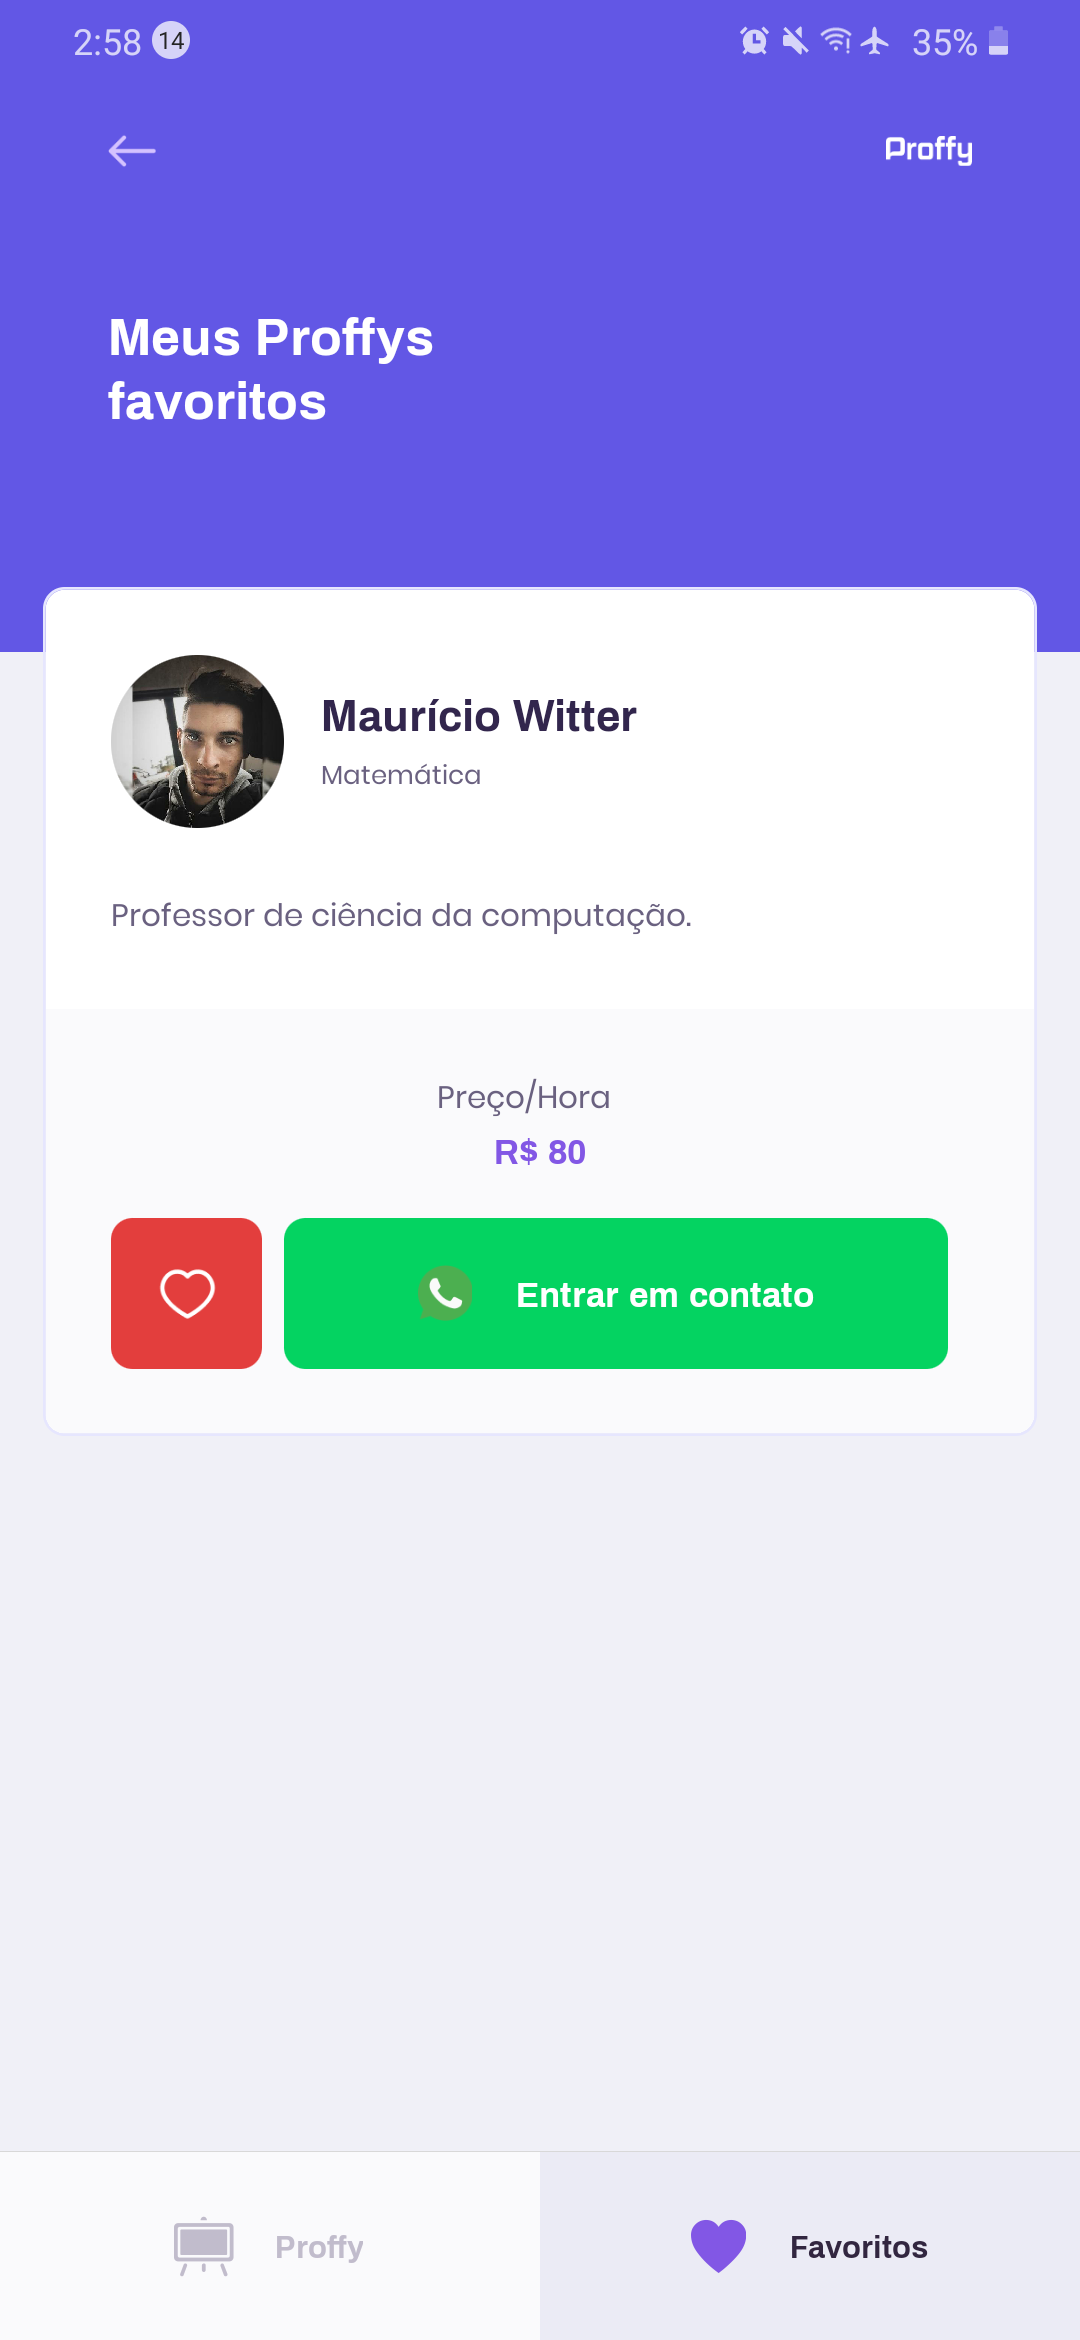 2:58 14 35%
Proffy
Meus Proffys
favoritos
Maurício Witter
Matemática
Professor de ciência da computação.
Preço/Hora
R$ 80
Entrar em contato
Proffy Favoritos